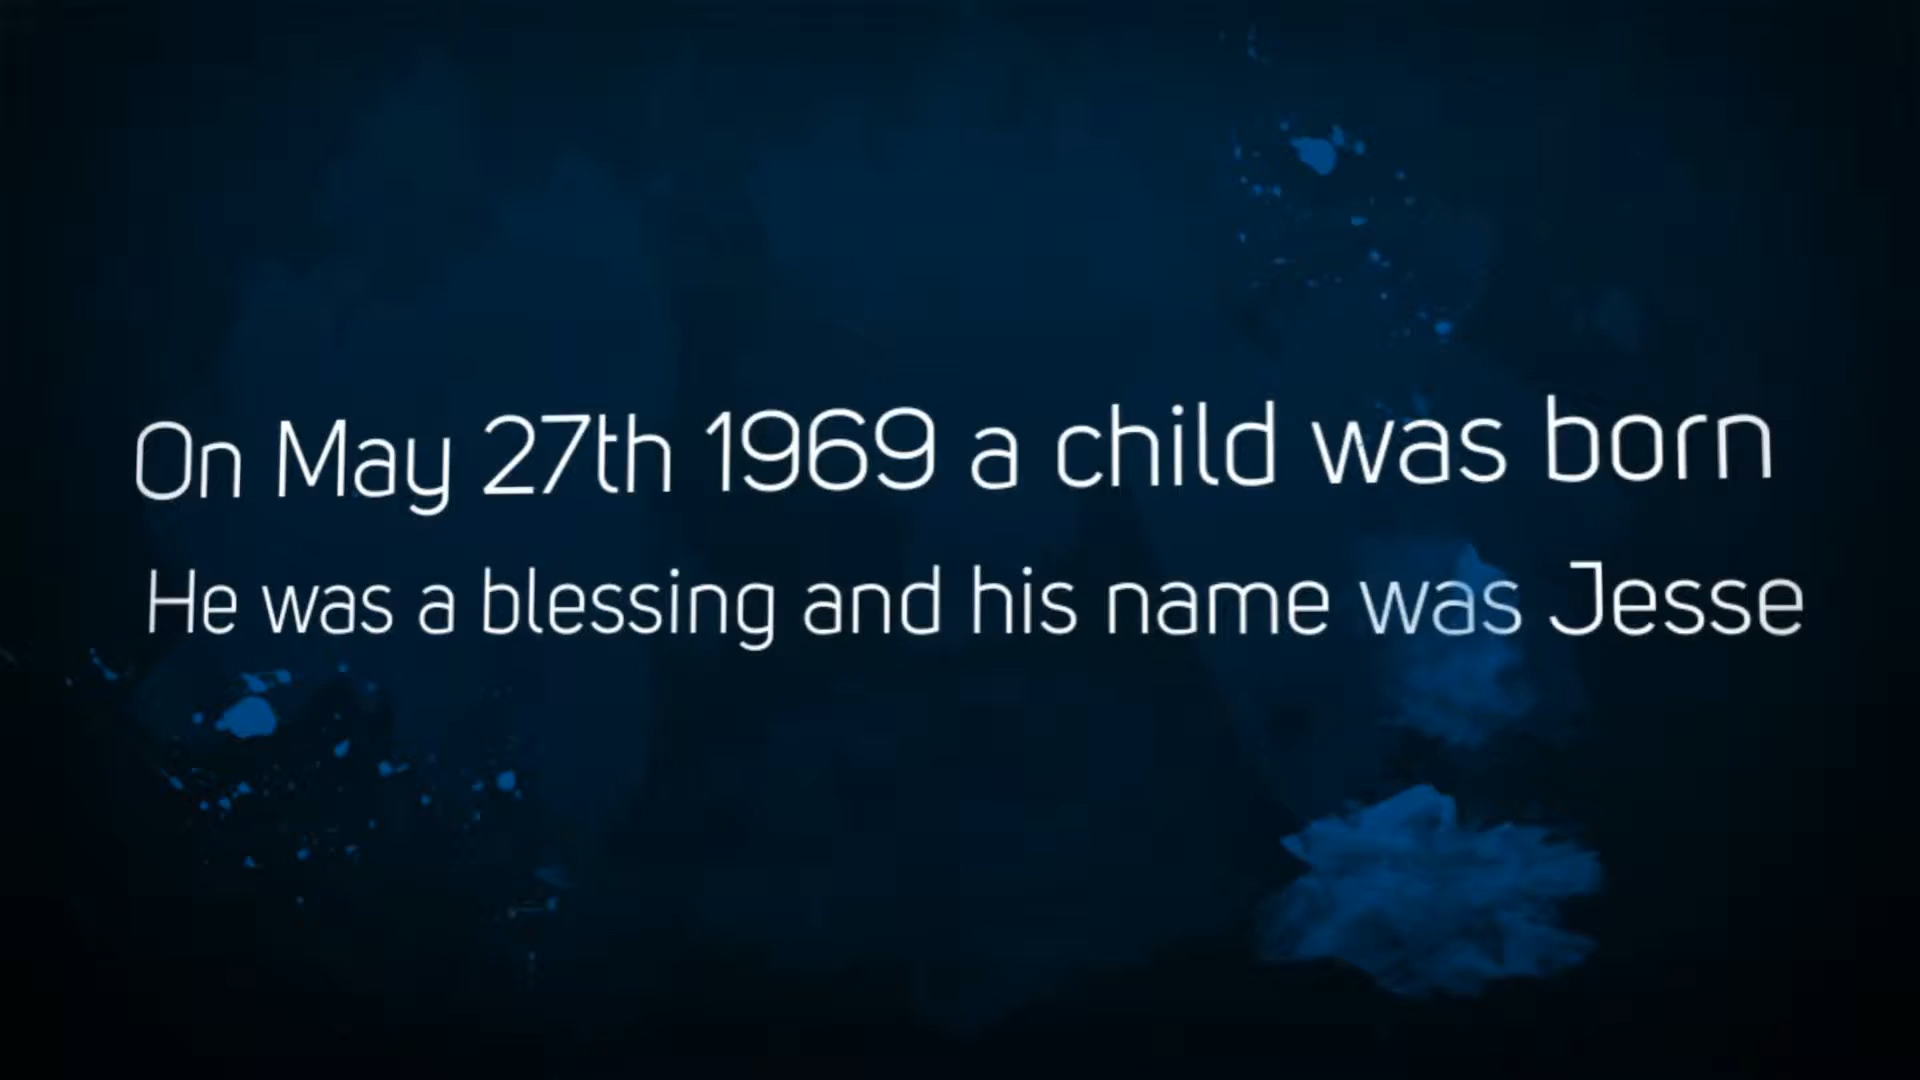 On May 27th 1969 a child was born
He was a blessing and his name was Jesse